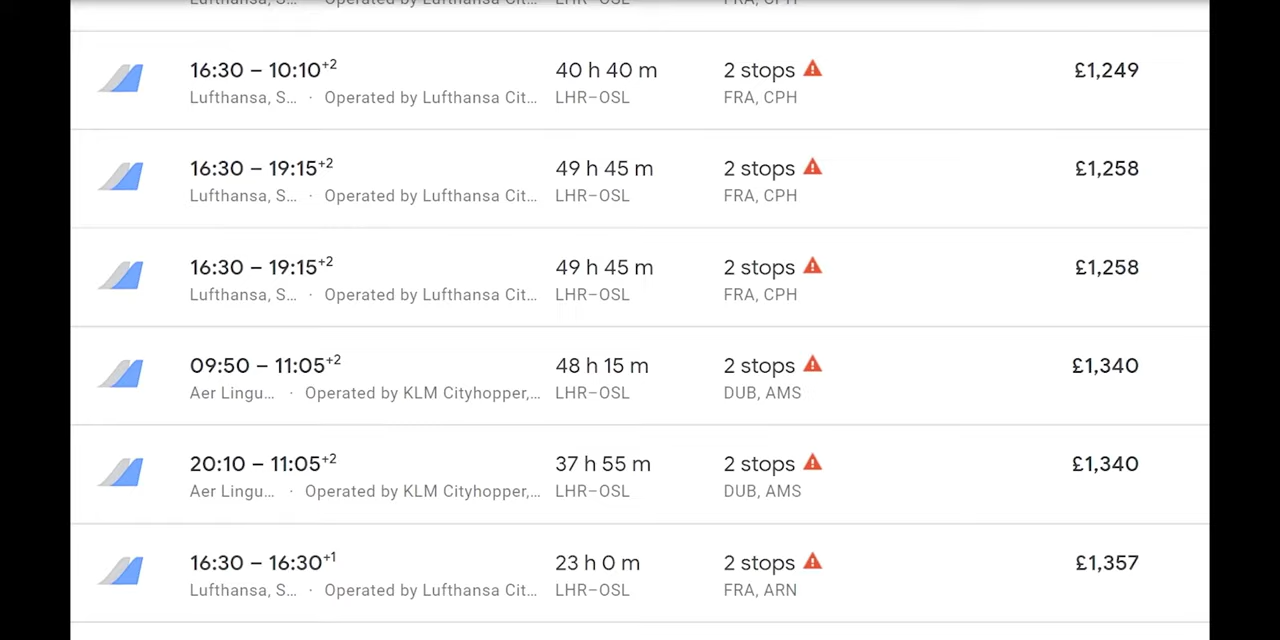 16:30 – 10:10+2 40 h 40 m 2 stops £1,249
Lufthansa, S... · Operated by Lufthansa Cit... LHR–OSL FRA, CPH
16:30 – 19:15+2 49 h 45 m 2 stops £1,258
Lufthansa, S... · Operated by Lufthansa Cit... LHR–OSL FRA, CPH
16:30 – 19:15+2 49 h 45 m 2 stops £1,258
Lufthansa, S... · Operated by Lufthansa Cit... LHR–OSL FRA, CPH
09:50 – 11:05+2 48 h 15 m 2 stops £1,340
Aer Lingu... · Operated by KLM Cityhopper,... LHR–OSL DUB, AMS
20:10 – 11:05+2 37 h 55 m 2 stops £1,340
Aer Lingu... · Operated by KLM Cityhopper,... LHR–OSL DUB, AMS
16:30 – 16:30+1 23 h 0 m 2 stops £1,357
Lufthansa, S... · Operated by Lufthansa Cit... LHR–OSL FRA, ARN